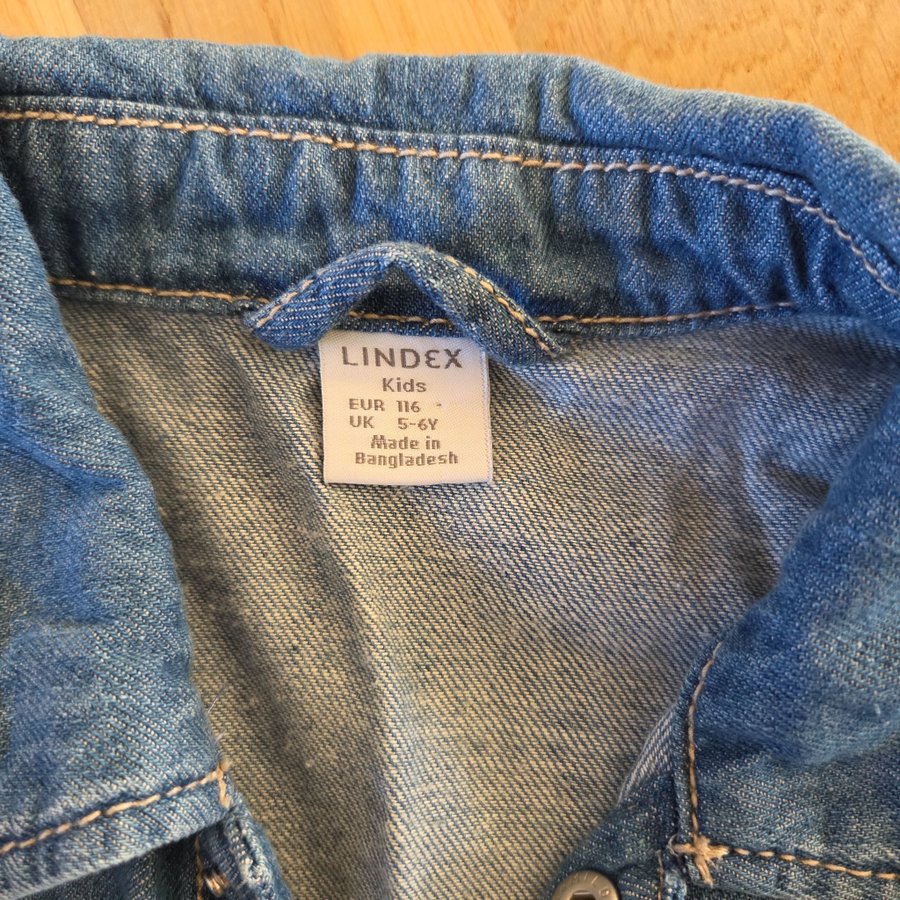 LINDEX
Kids
EUR 116 -
UK 5-6Y
Made in
Bangladesh